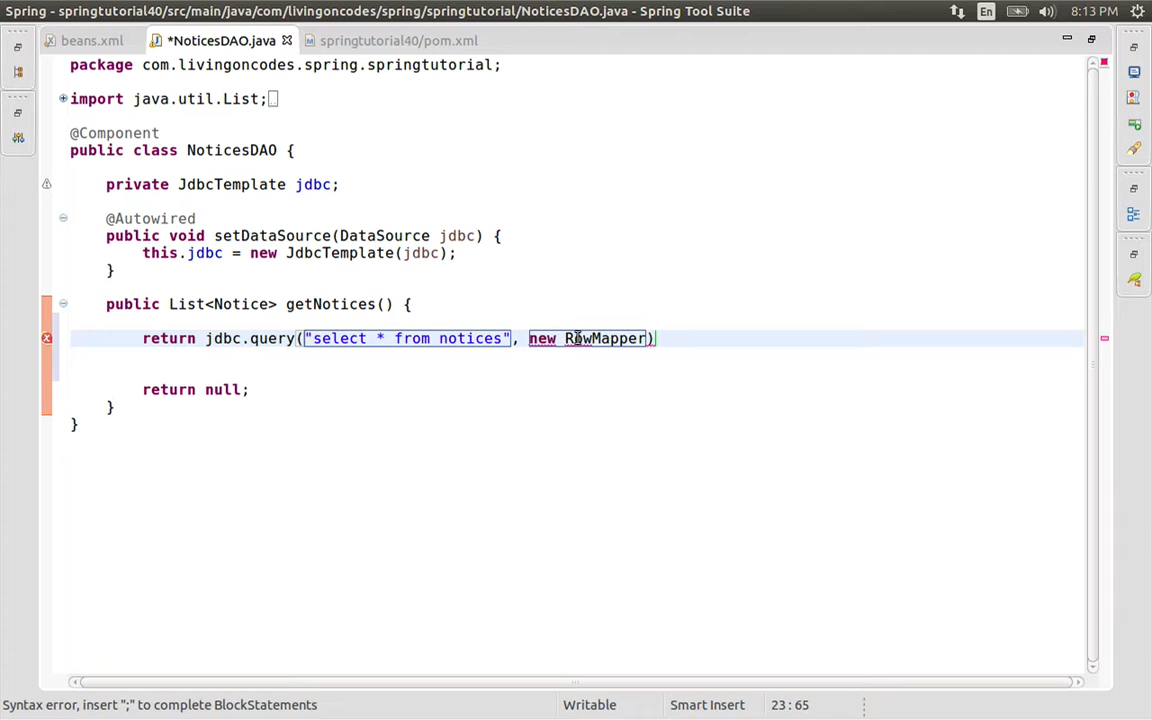 Spring - springtutorial40/src/main/java/com/livingoncodes/spring/springtutorial/NoticesDAO.java - Spring Tool Suite En 8:13 PM
beans.xml *NoticesDAO.java springtutorial40/pom.xml
package com.livingoncodes.spring.springtutorial;
import java.util.List;
@Component
public class NoticesDAO {
private JdbcTemplate jdbc;
@Autowired
public void setDataSource(DataSource jdbc) {
this.jdbc = new JdbcTemplate(jdbc);
}
public List<Notice> getNotices() {
return jdbc.query("select * from notices", new RowMapper)
return null;
}
}
Syntax error, insert ";" to complete BlockStatements Writable Smart Insert 23:65